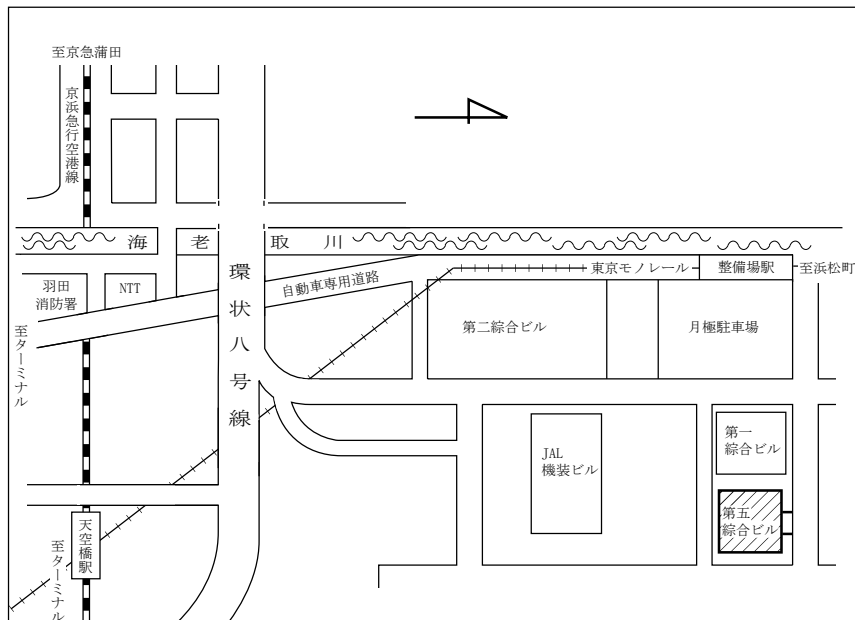 至京急蒲田
京浜急行空港線
海老取川
環状八号線
自動車専用道路
東京モノレール
整備場駅
至浜松町
羽田
消防署
NTT
至ターミナル
第二綜合ビル
月極駐車場
JAL
機装ビル
第一
綜合ビル
第五
綜合ビル
天空橋駅
至ターミナル